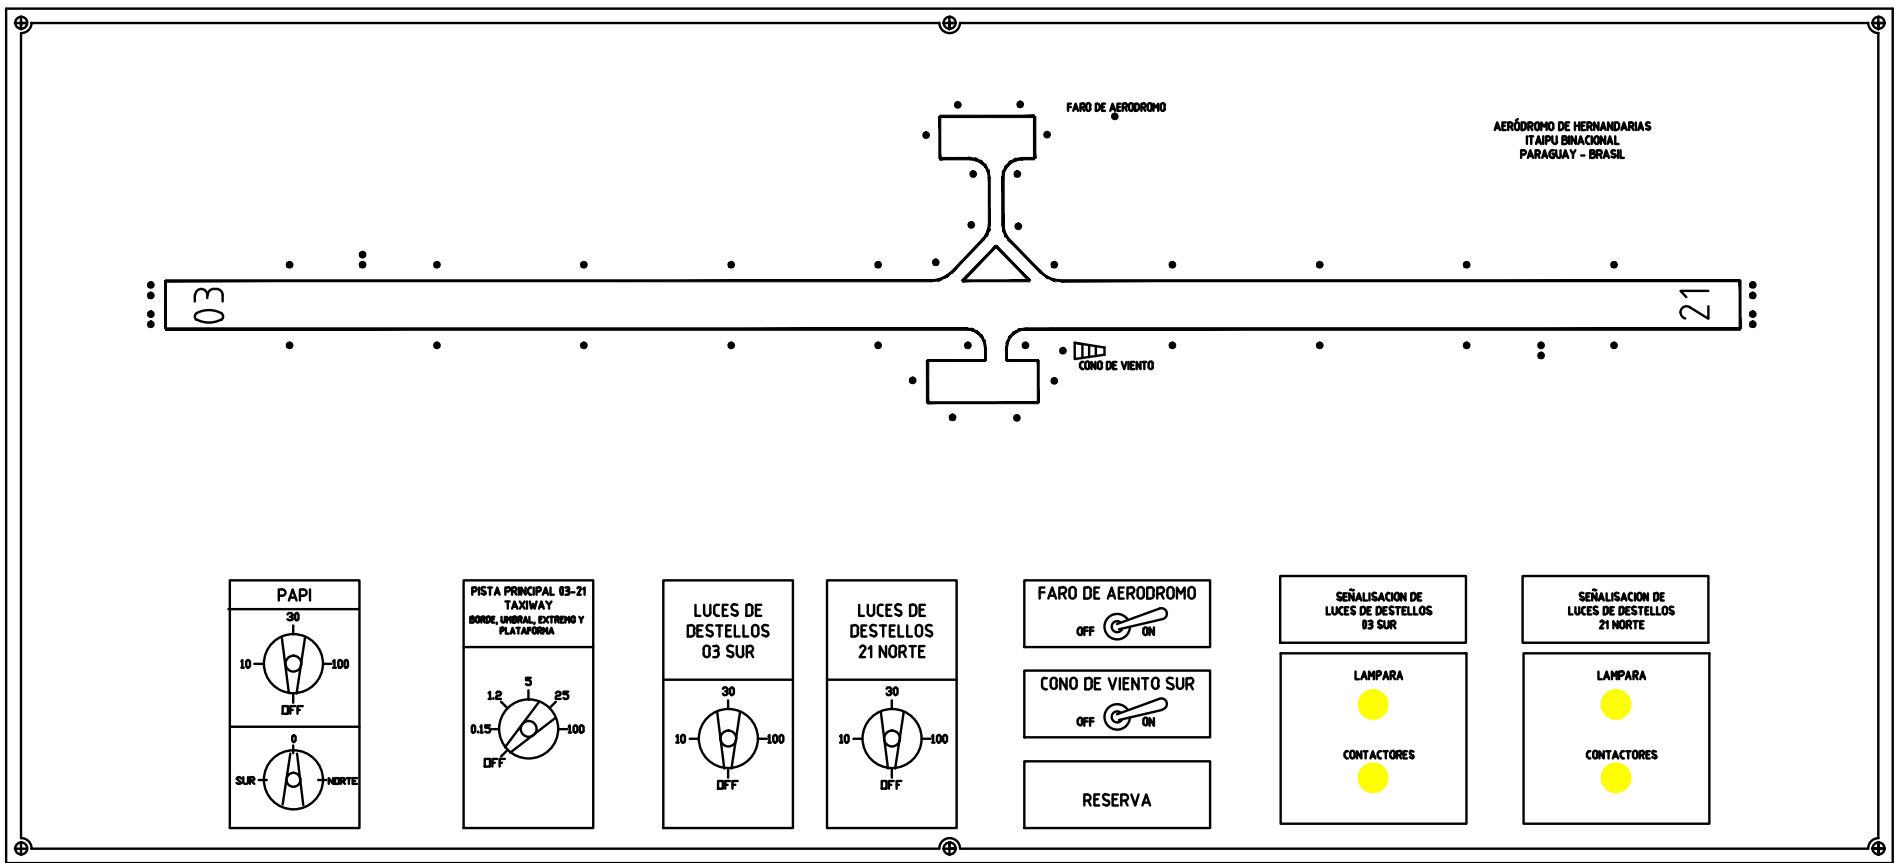 FARO DE AERODROMO
AERÓDROMO DE HERNANDARIAS
ITAIPU BINACIONAL
PARAGUAY - BRASIL
03
21
CONO DE VIENTO
PAPI
30
10
100
OFF
0
SUR
NORTE
PISTA PRINCIPAL 03-21
TAXIWAY
BORDE, UMBRAL, EXTREMO Y
PLATAFORMA
5
1.2
25
0.15
100
OFF
LUCES DE
DESTELLOS
03 SUR
30
10
100
OFF
LUCES DE
DESTELLOS
21 NORTE
30
10
100
OFF
FARO DE AERODROMO
OFF
ON
CONO DE VIENTO SUR
OFF
ON
RESERVA
SEÑALISACION DE
LUCES DE DESTELLOS
03 SUR
LAMPARA
CONTACTORES
SEÑALISACION DE
LUCES DE DESTELLOS
21 NORTE
LAMPARA
CONTACTORES